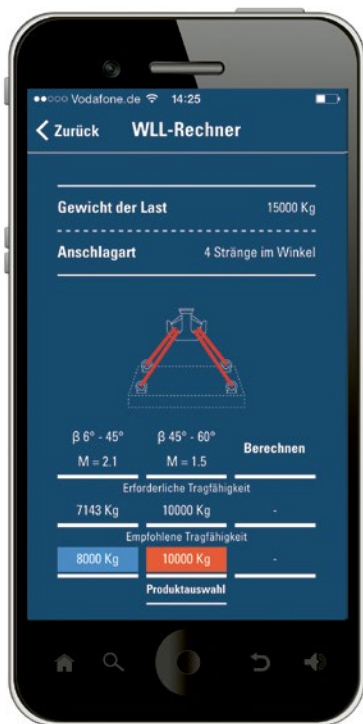 Vodafone.de 14:25
Zurück WLL-Rechner
Gewicht der Last 15000 Kg
Anschlagart 4 Stränge im Winkel
β 6° - 45° β 45° - 60° Berechnen
M = 2.1 M = 1.5
Erforderliche Tragfähigkeit
7143 Kg 10000 Kg -
Empfohlene Tragfähigkeit
8000 Kg 10000 Kg -
Produktauswahl